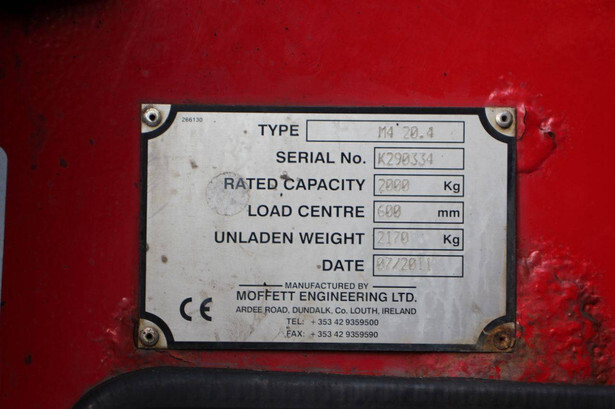 266130
TYPE M4 20.4
SERIAL No. K290334
RATED CAPACITY 2000 Kg
LOAD CENTRE 600 mm
UNLADEN WEIGHT 2170 Kg
DATE 07/2011
MANUFACTURED BY
MOFFETT ENGINEERING LTD.
ARDEE ROAD, DUNDALK, Co. LOUTH, IRELAND
CE
TEL: +353 42 9359500
FAX: +353 42 9359590